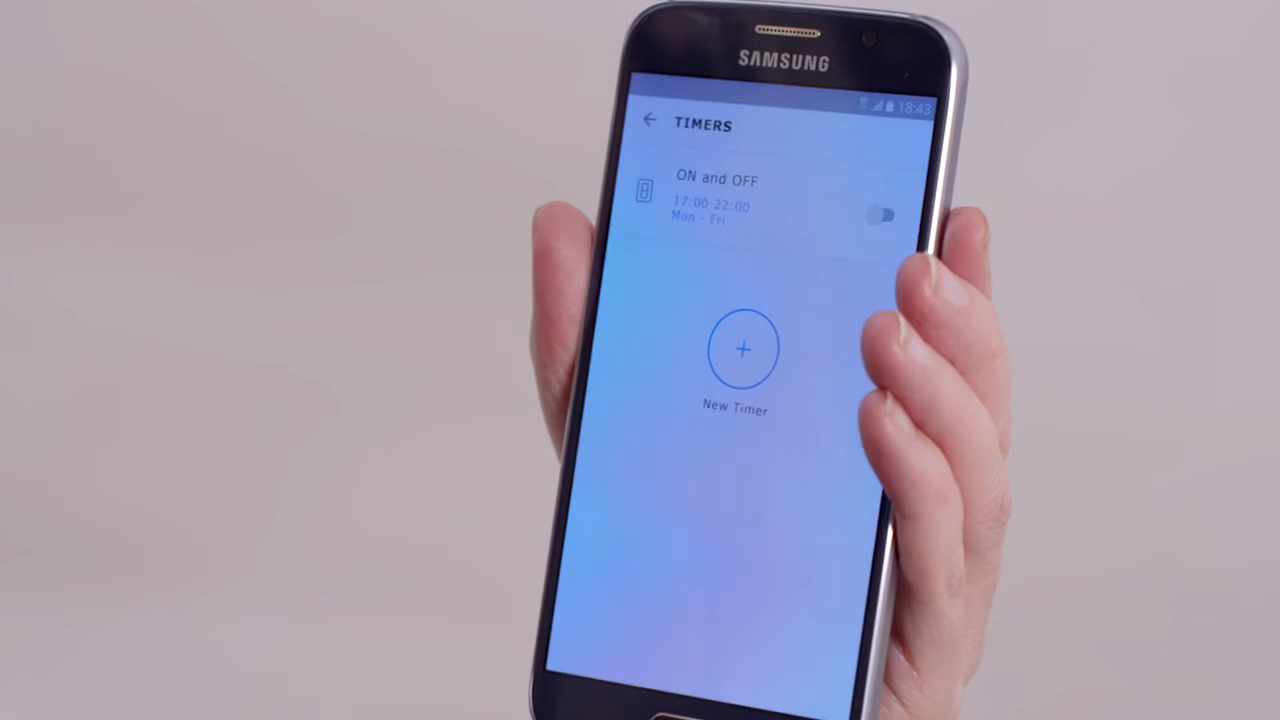 SAMSUNG
18:43
TIMERS
ON and OFF
17:00-22:00
Mon - Fri
New Timer